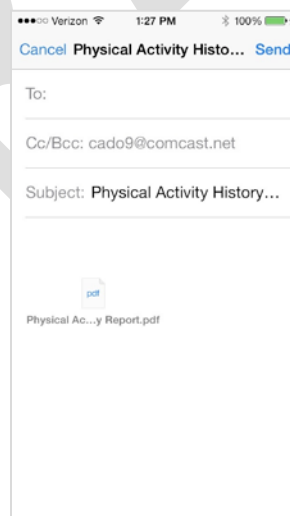 Verizon 1:27 PM 100%
Cancel Physical Activity Histo... Send
To:
Cc/Bcc: cado9@comcast.net
Subject: Physical Activity History...
pdf
Physical Ac...y Report.pdf